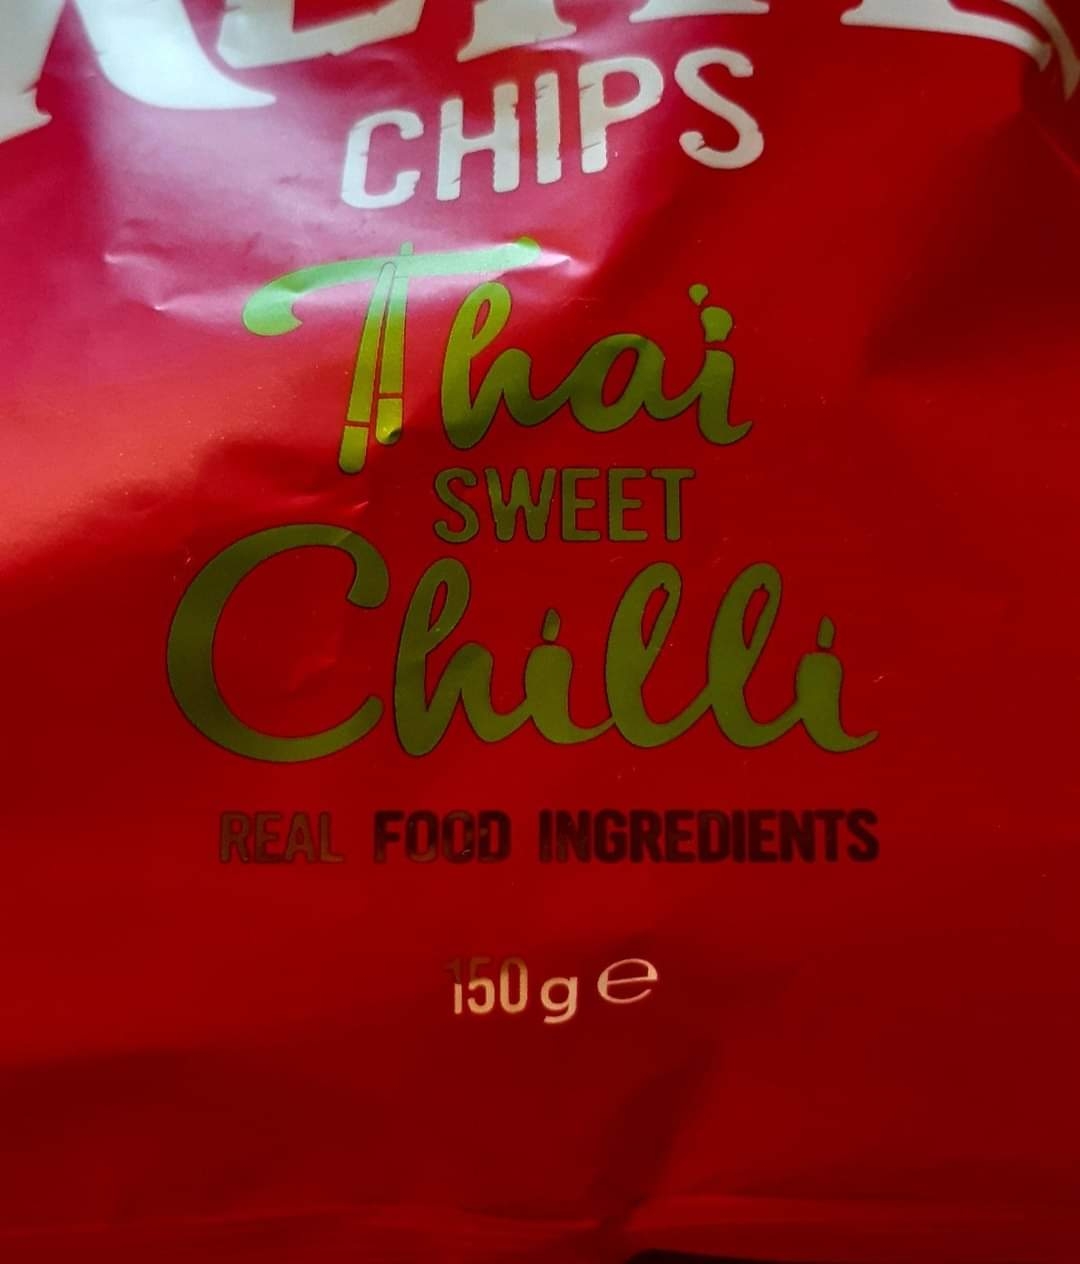 CHIPS
Thai
SWEET
Chilli
REAL FOOD INGREDIENTS
150 g e